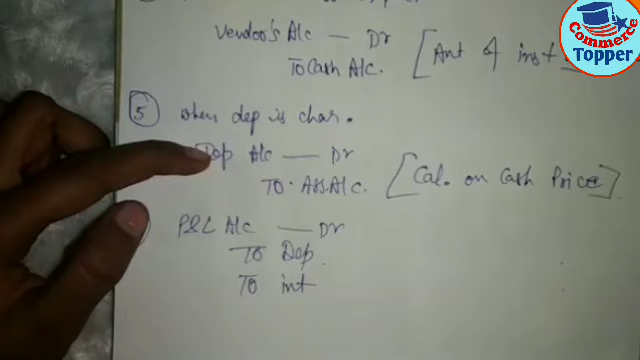 Vendor's A/c — Dr
To Cash A/c. [Amt of inst
Commerce
Topper
5 when dep is char.
Dep A/c — Dr
To. Ass. A/c. [Cal. on Cash Price].
P&L A/c — Dr
To Dep.
To int